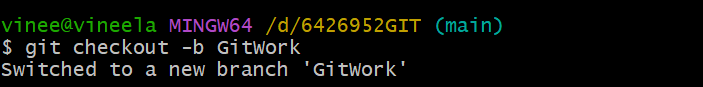 vinee@vineela MINGW64 /d/6426952GIT (main)
$ git checkout -b GitWork
Switched to a new branch 'GitWork'